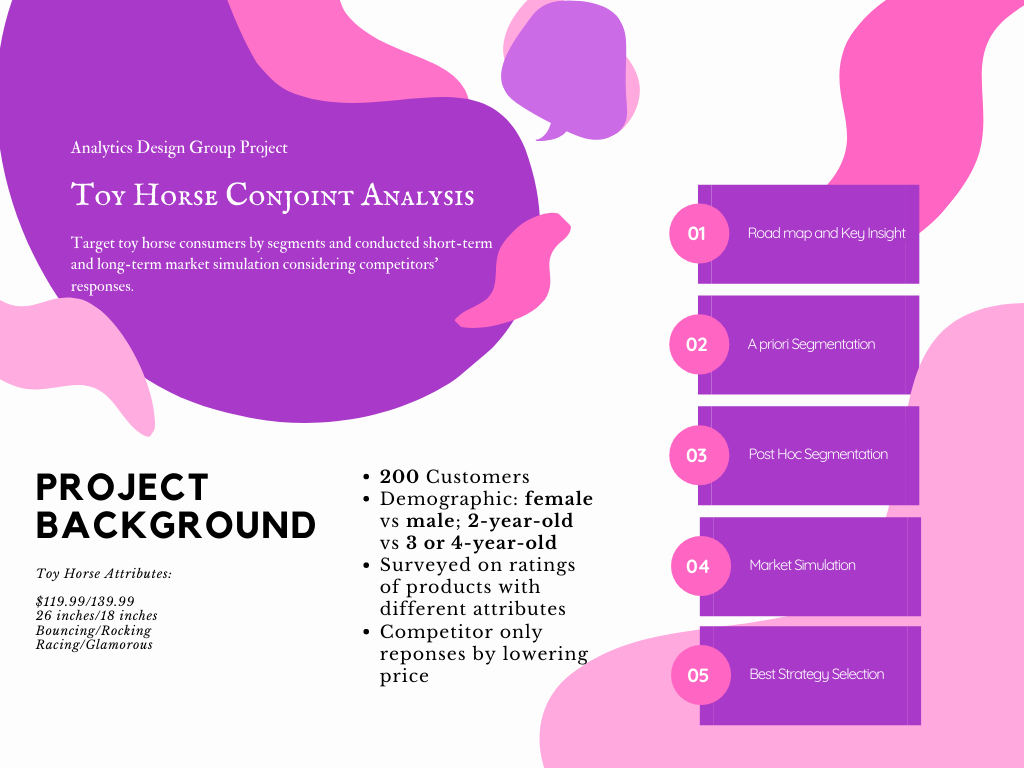 Analytics Design Group Project
Toy Horse Conjoint Analysis
Target toy horse consumers by segments and conducted short-term
and long-term market simulation considering competitors'
responses.
PROJECT
BACKGROUND
Toy Horse Attributes:
$119.99/139.99
26 inches/18 inches
Bouncing/Rocking
Racing/Glamorous
• 200 Customers
• Demographic: female
vs male; 2-year-old
vs 3 or 4-year-old
• Surveyed on ratings
of products with
different attributes
• Competitor only
reponses by lowering
price
01 Road map and Key Insight
02 A priori Segmentation
03 Post Hoc Segmentation
04 Market Simulation
05 Best Strategy Selection